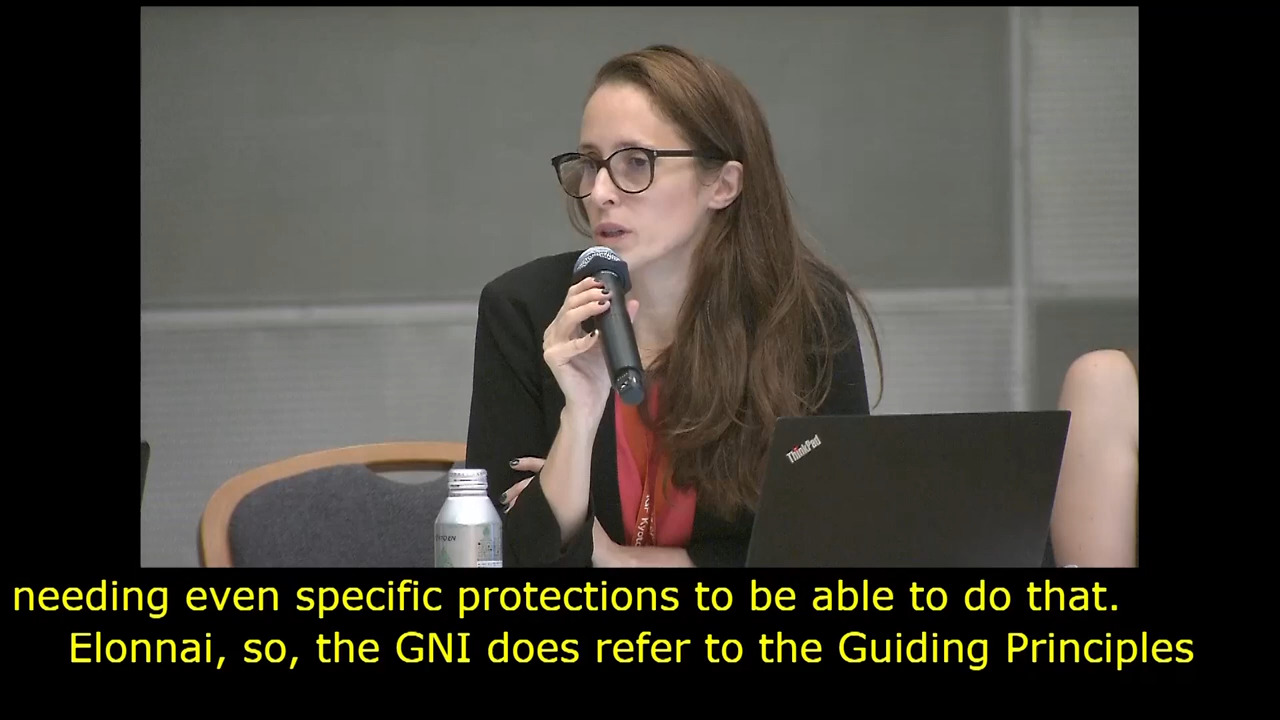 ThinkPad
Kyoto
needing even specific protections to be able to do that.
Elonnai, so, the GNI does refer to the Guiding Principles